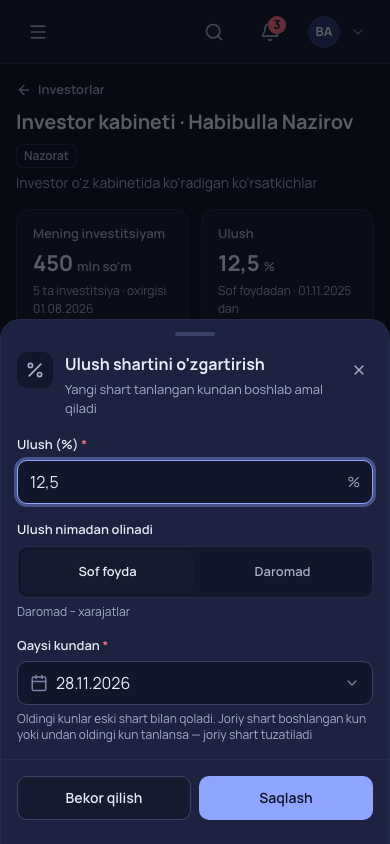 3
BA
Investorlar
Investor kabineti · Habibulla Nazirov
Nazorat
Investor o'z kabinetida ko'radigan ko'rsatkichlar
Mening investitsiyam
450 mln so'm
5 ta investitsiya · oxirgisi
01.08.2026
Ulush
12,5 %
Sof foydadan · 01.11.2025
dan
Ulush shartini o'zgartirish
Yangi shart tanlangan kundan boshlab amal
qiladi
Ulush (%) *
12,5 %
Ulush nimadan olinadi
Sof foyda Daromad
Daromad − xarajatlar
Qaysi kundan *
28.11.2026
Oldingi kunlar eski shart bilan qoladi. Joriy shart boshlangan kun
yoki undan oldingi kun tanlansa — joriy shart tuzatiladi
Bekor qilish Saqlash